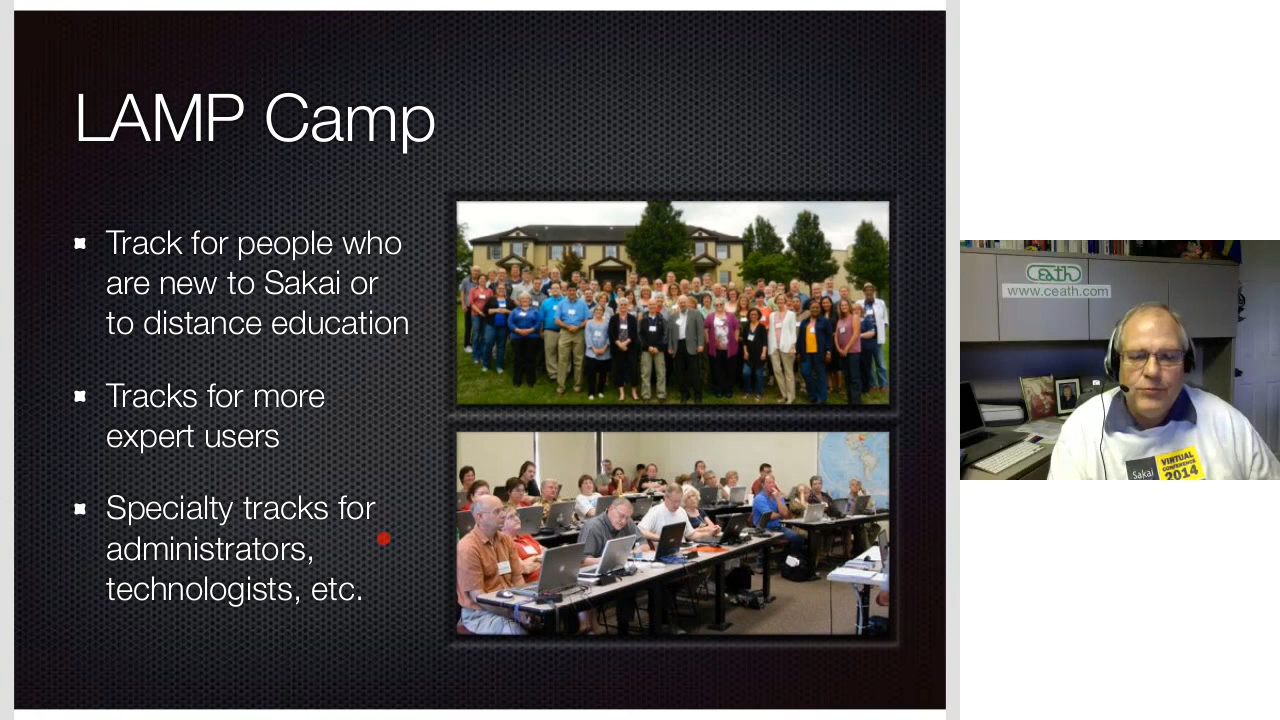 LAMP Camp
Track for people who
are new to Sakai or
to distance education
Tracks for more
expert users
Specialty tracks for
administrators,
technologists, etc.
ceath
www.ceath.com
Sakai
VIRTUAL
CONFERENCE
2014